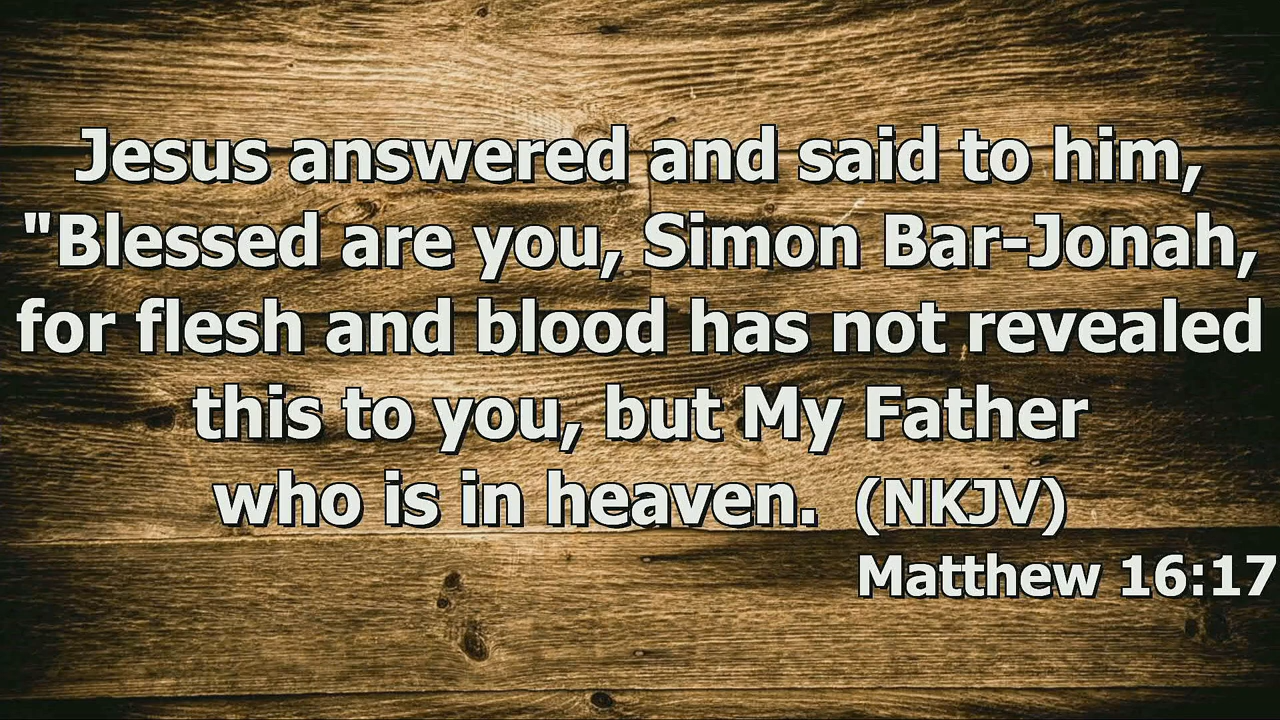 Jesus answered and said to him,
"Blessed are you, Simon Bar-Jonah,
for flesh and blood has not revealed
this to you, but My Father
who is in heaven. (NKJV)
Matthew 16:17